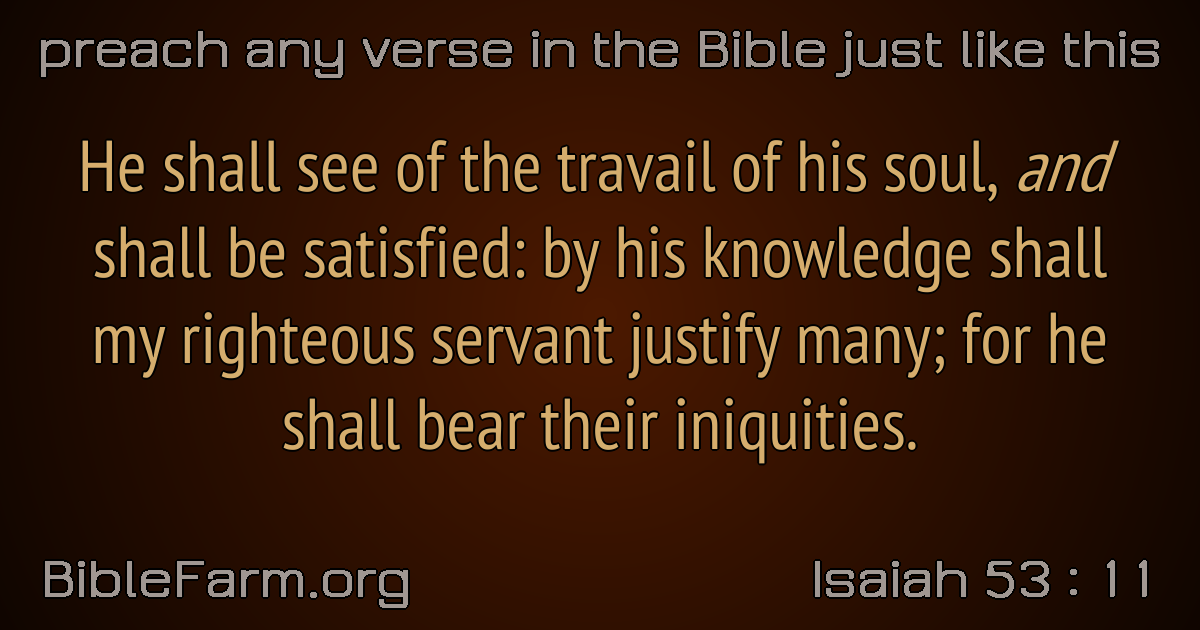 preach any verse in the Bible just like this
He shall see of the travail of his soul, and
shall be satisfied: by his knowledge shall
my righteous servant justify many; for he
shall bear their iniquities.
BibleFarm.org
Isaiah 53 : 11